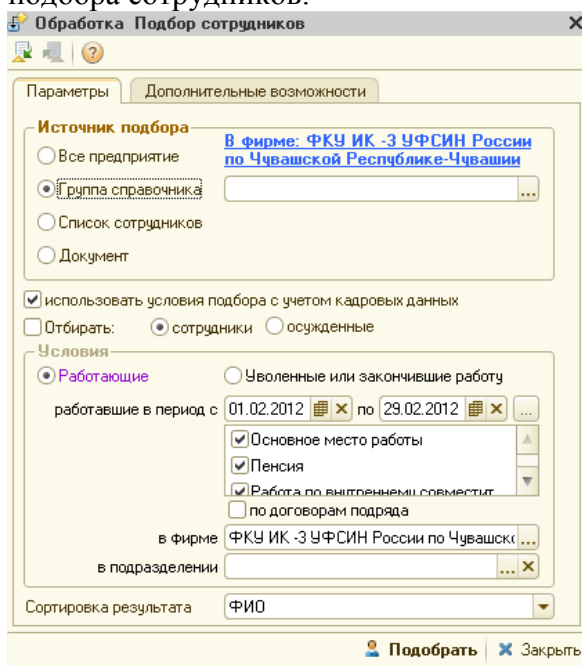 подбора сотрудников.
Обработка Подбор сотрудников
Параметры Дополнительные возможности
Источник подбора
В фирме: ФКУ ИК -3 УФСИН России
по Чувашской Республике-Чувашии
Все предприятие
Группа справочника ...
Список сотрудников
Документ
использовать условия подбора с учетом кадровых данных
Отбирать: сотрудники осужденные
Условия
Работающие Уволенные или закончившие работу
работавшие в период с 01.02.2012 по 29.02.2012 ...
Основное место работы
Пенсия
Работа по внутреннему совместит
по договорам подряда
в фирме ФКУ ИК -3 УФСИН России по Чувашск ...
в подразделении ...
Сортировка результата ФИО
Подобрать Закрыть